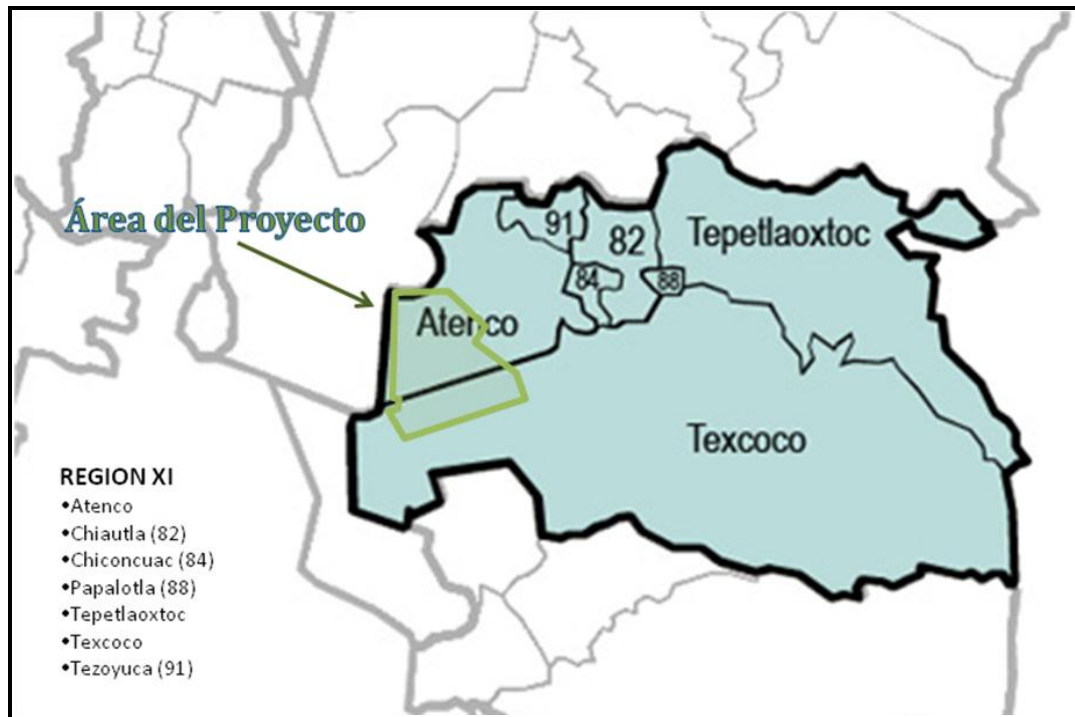 Área del Proyecto
91
82
Tepetlaoxtoc
84
88
Atenco
Texcoco
REGION XI
•Atenco
•Chiautla (82)
•Chiconcuac (84)
•Papalotla (88)
•Tepetlaoxtoc
•Texcoco
•Tezoyuca (91)